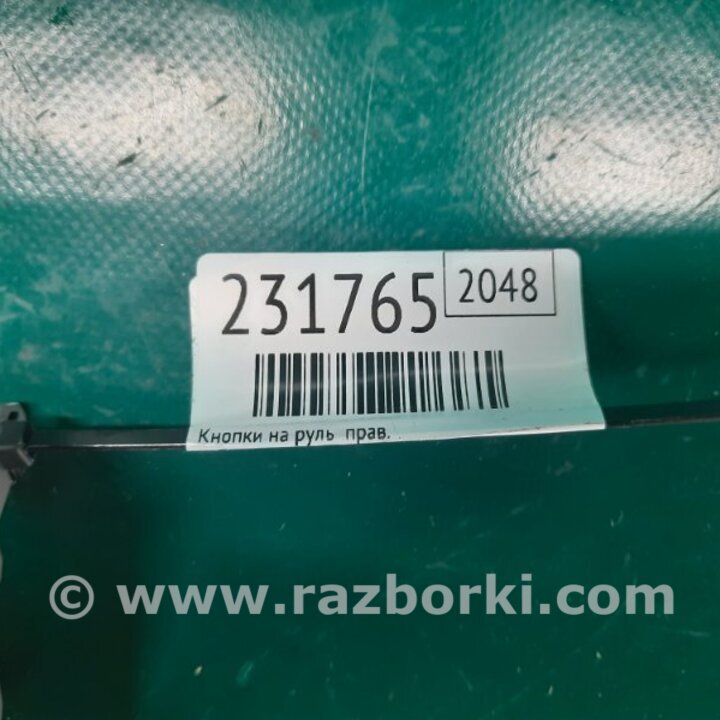 231765 2048
Кнопки на руль прав.
© www.razborki.com